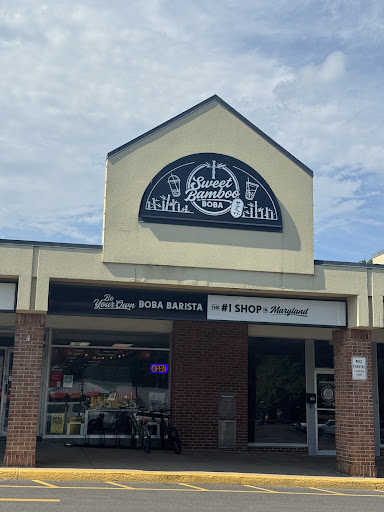 Sweet
Bamboo
BOBA
Be
Your Own BOBA BARISTA
THE #1 SHOP IN Maryland
OPEN
NO
PARKING